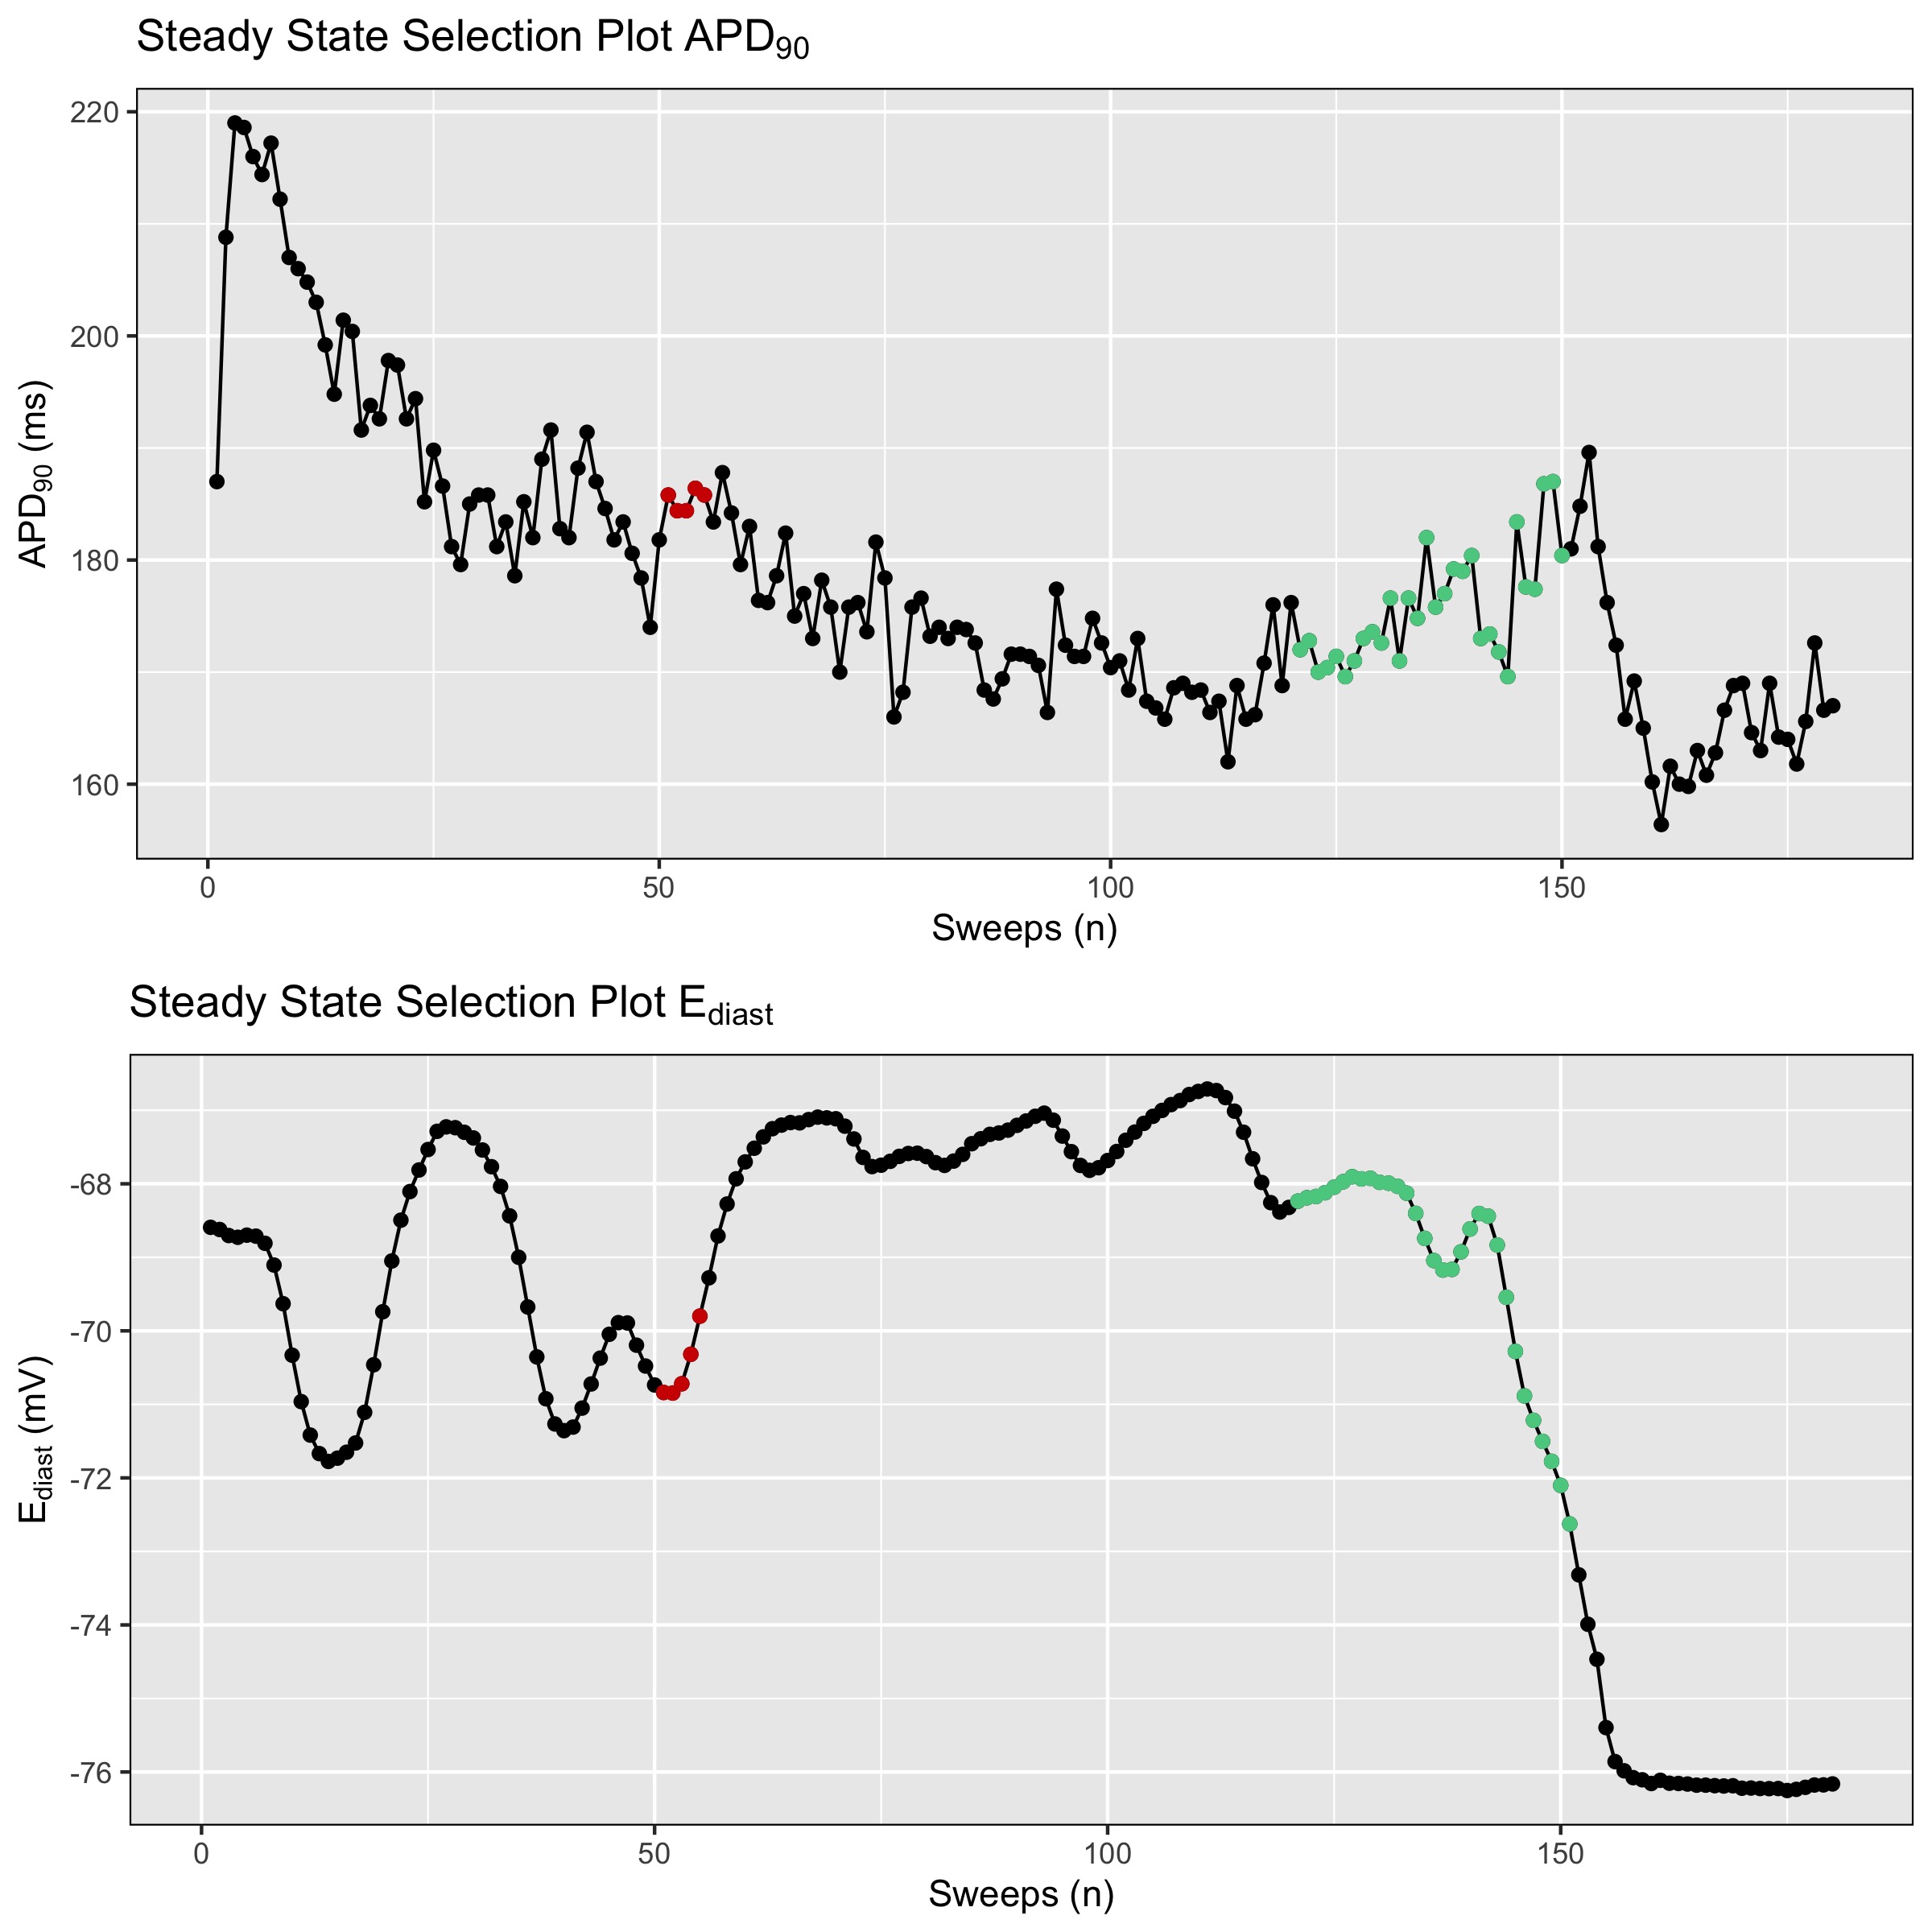 Steady State Selection Plot APD90
220
200
180
160
APD90 (ms)
0 50 100 150
Sweeps (n)
Steady State Selection Plot Ediast
-68
-70
-72
-74
-76
Ediast (mV)
0 50 100 150
Sweeps (n)